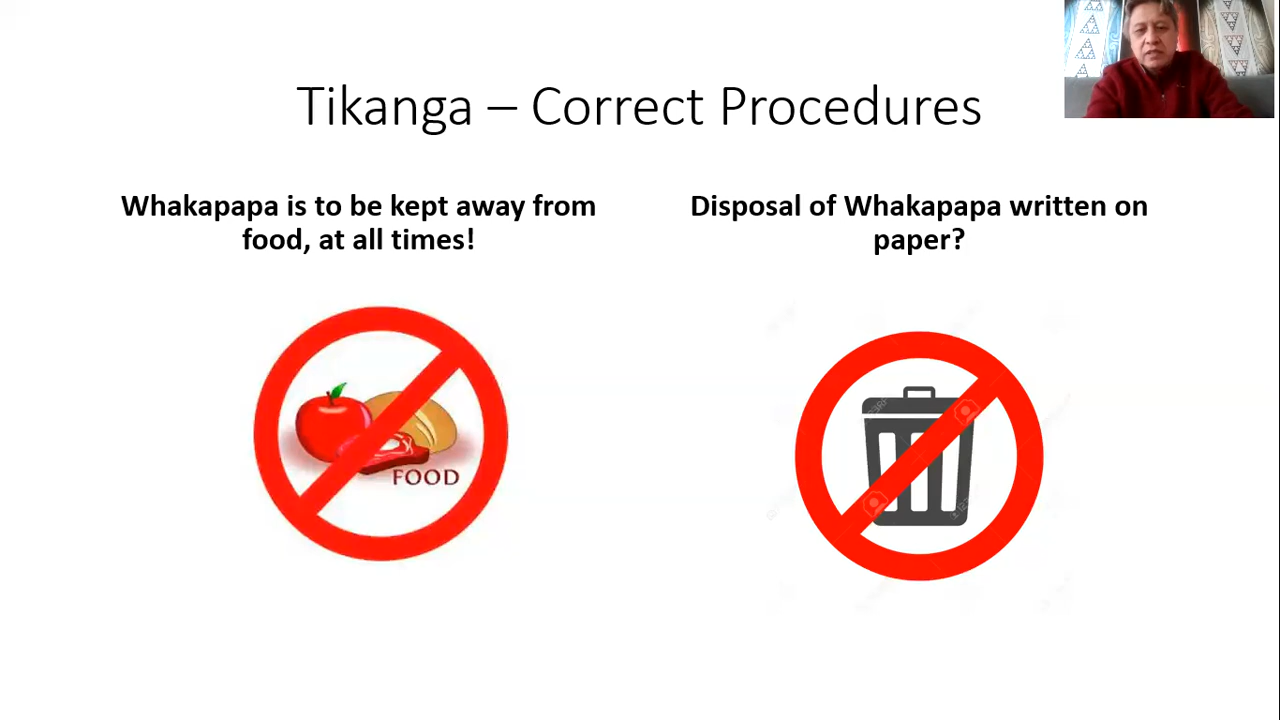 Tikanga – Correct Procedures
Whakapapa is to be kept away from
food, at all times!
Disposal of Whakapapa written on
paper?
FOOD